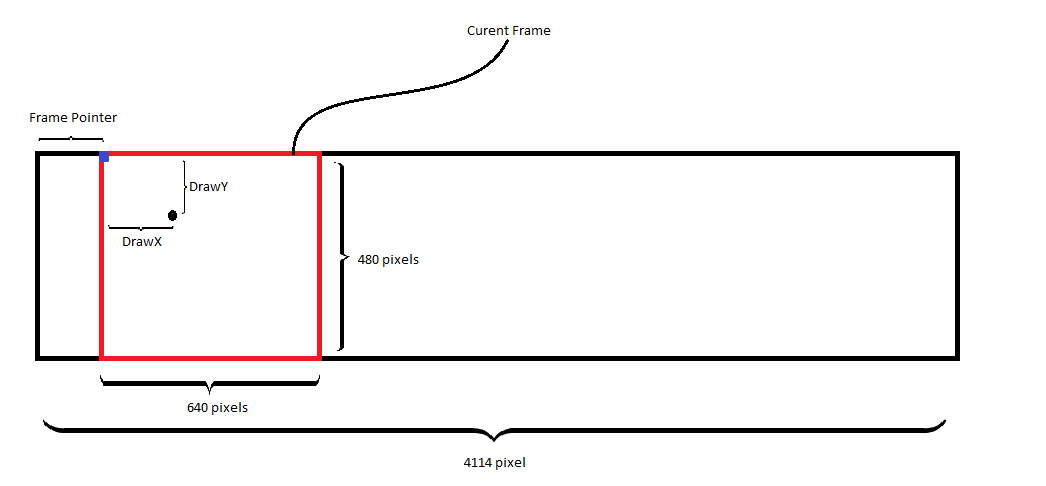 Curent Frame
Frame Pointer
DrawY
DrawX
480 pixels
640 pixels
4114 pixel